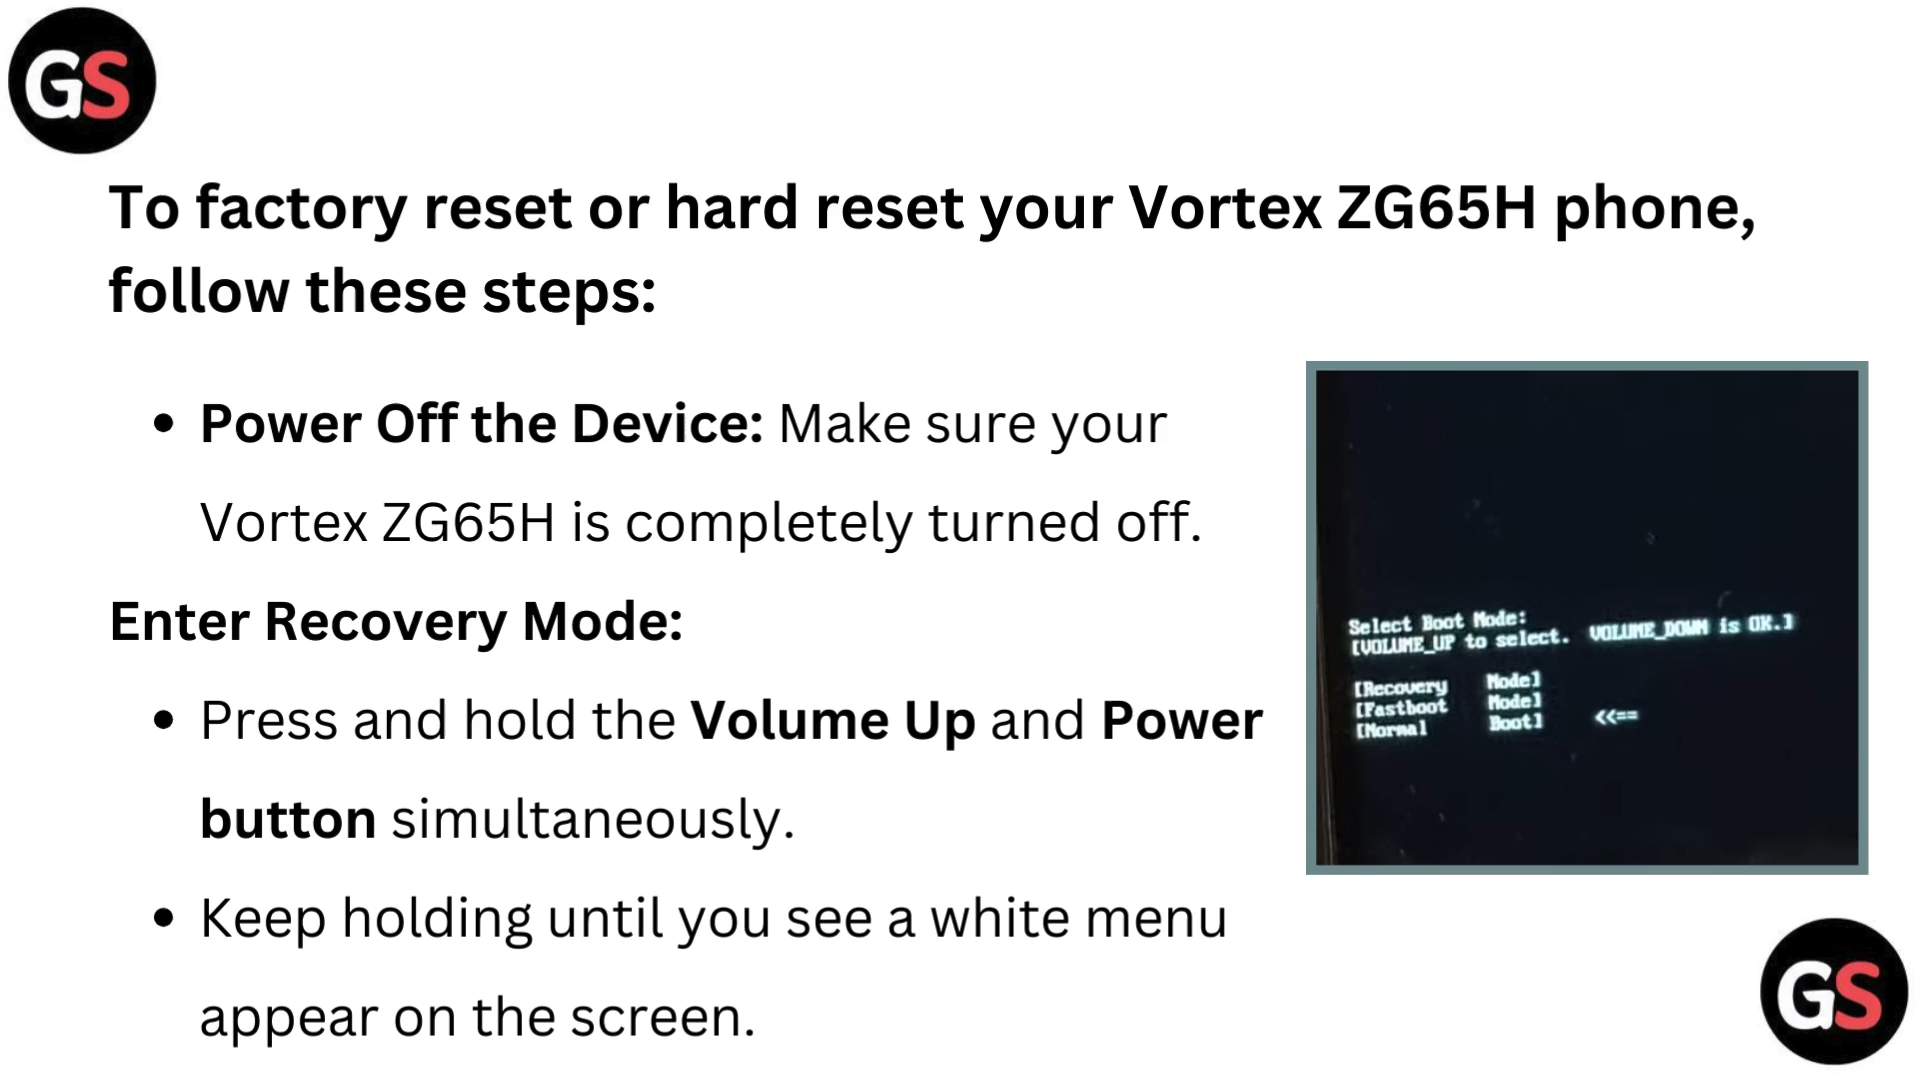 GS
To factory reset or hard reset your Vortex ZG65H phone,
follow these steps:
• Power Off the Device: Make sure your
Vortex ZG65H is completely turned off.
Enter Recovery Mode:
• Press and hold the Volume Up and Power
button simultaneously.
• Keep holding until you see a white menu
appear on the screen.
Select Boot Mode:
[VOLUME_UP to select.  VOLUME_DOWN is OK.]
[Recovery    Mode]
[Fastboot    Mode]
[Normal      Boot]    <<==
GS